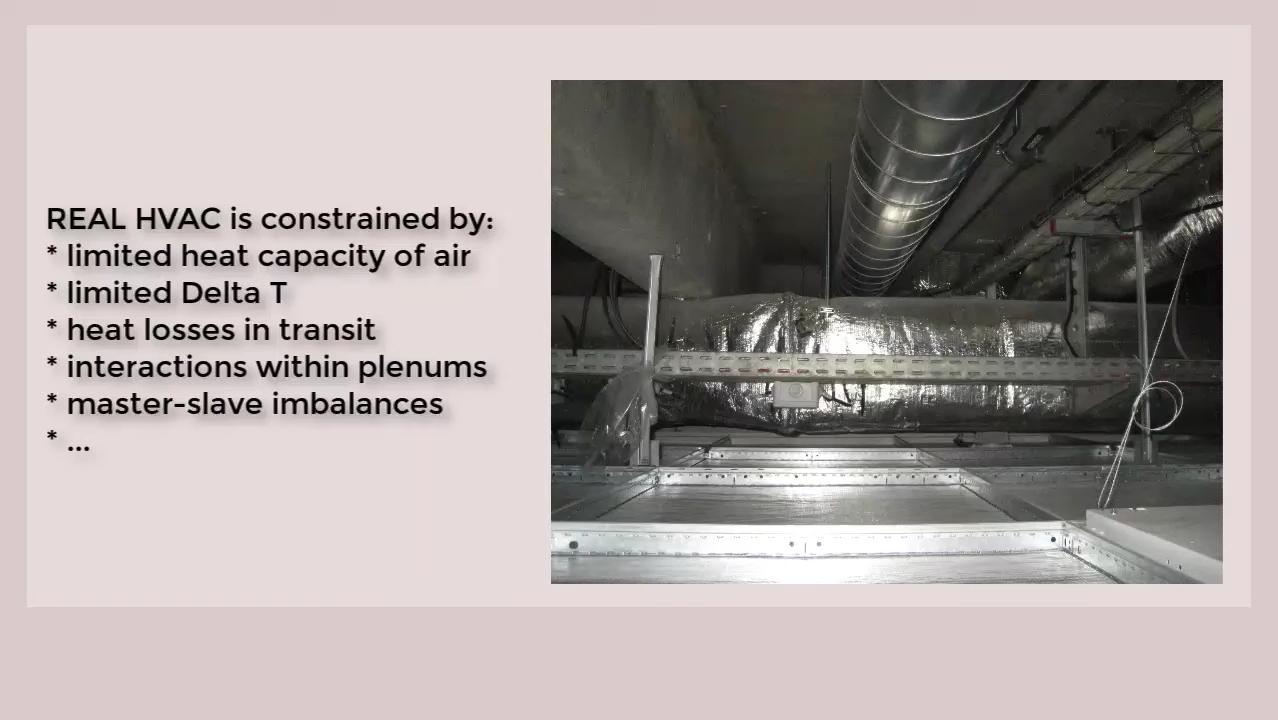 REAL HVAC is constrained by:
* limited heat capacity of air
* limited Delta T
* heat losses in transit
* interactions within plenums
* master-slave imbalances
* ...